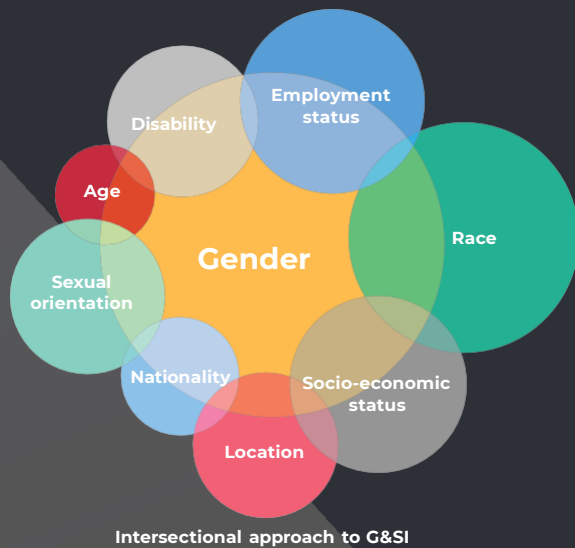 Employment
status
Disability
Age
Race
Gender
Sexual
orientation
Nationality
Socio-economic
status
Location
Intersectional approach to G&SI